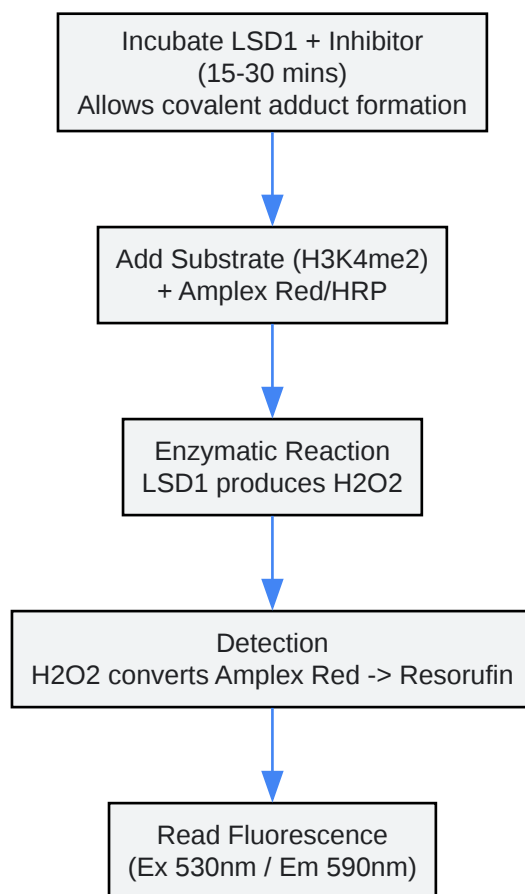 Incubate LSD1 + Inhibitor
(15-30 mins)
Allows covalent adduct formation
Add Substrate (H3K4me2)
+ Amplex Red/HRP
Enzymatic Reaction
LSD1 produces H2O2
Detection
H2O2 converts Amplex Red -> Resorufin
Read Fluorescence
(Ex 530nm / Em 590nm)